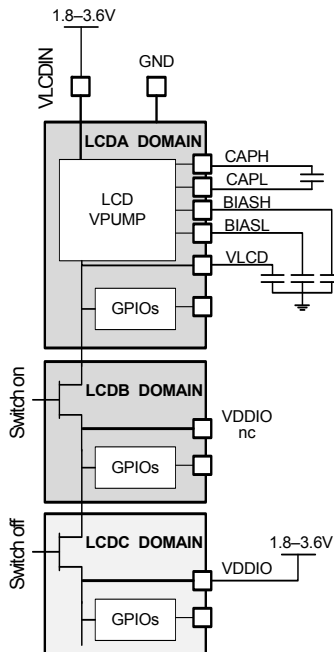 1.8–3.6V
VLCDIN
GND
LCDA DOMAIN
LCD
VPUMP
CAPH
CAPL
BIASH
BIASL
VLCD
GPIOs
Switch on
LCDB DOMAIN
VDDIO
nc
GPIOs
Switch off
LCDC DOMAIN
1.8–3.6V
VDDIO
GPIOs